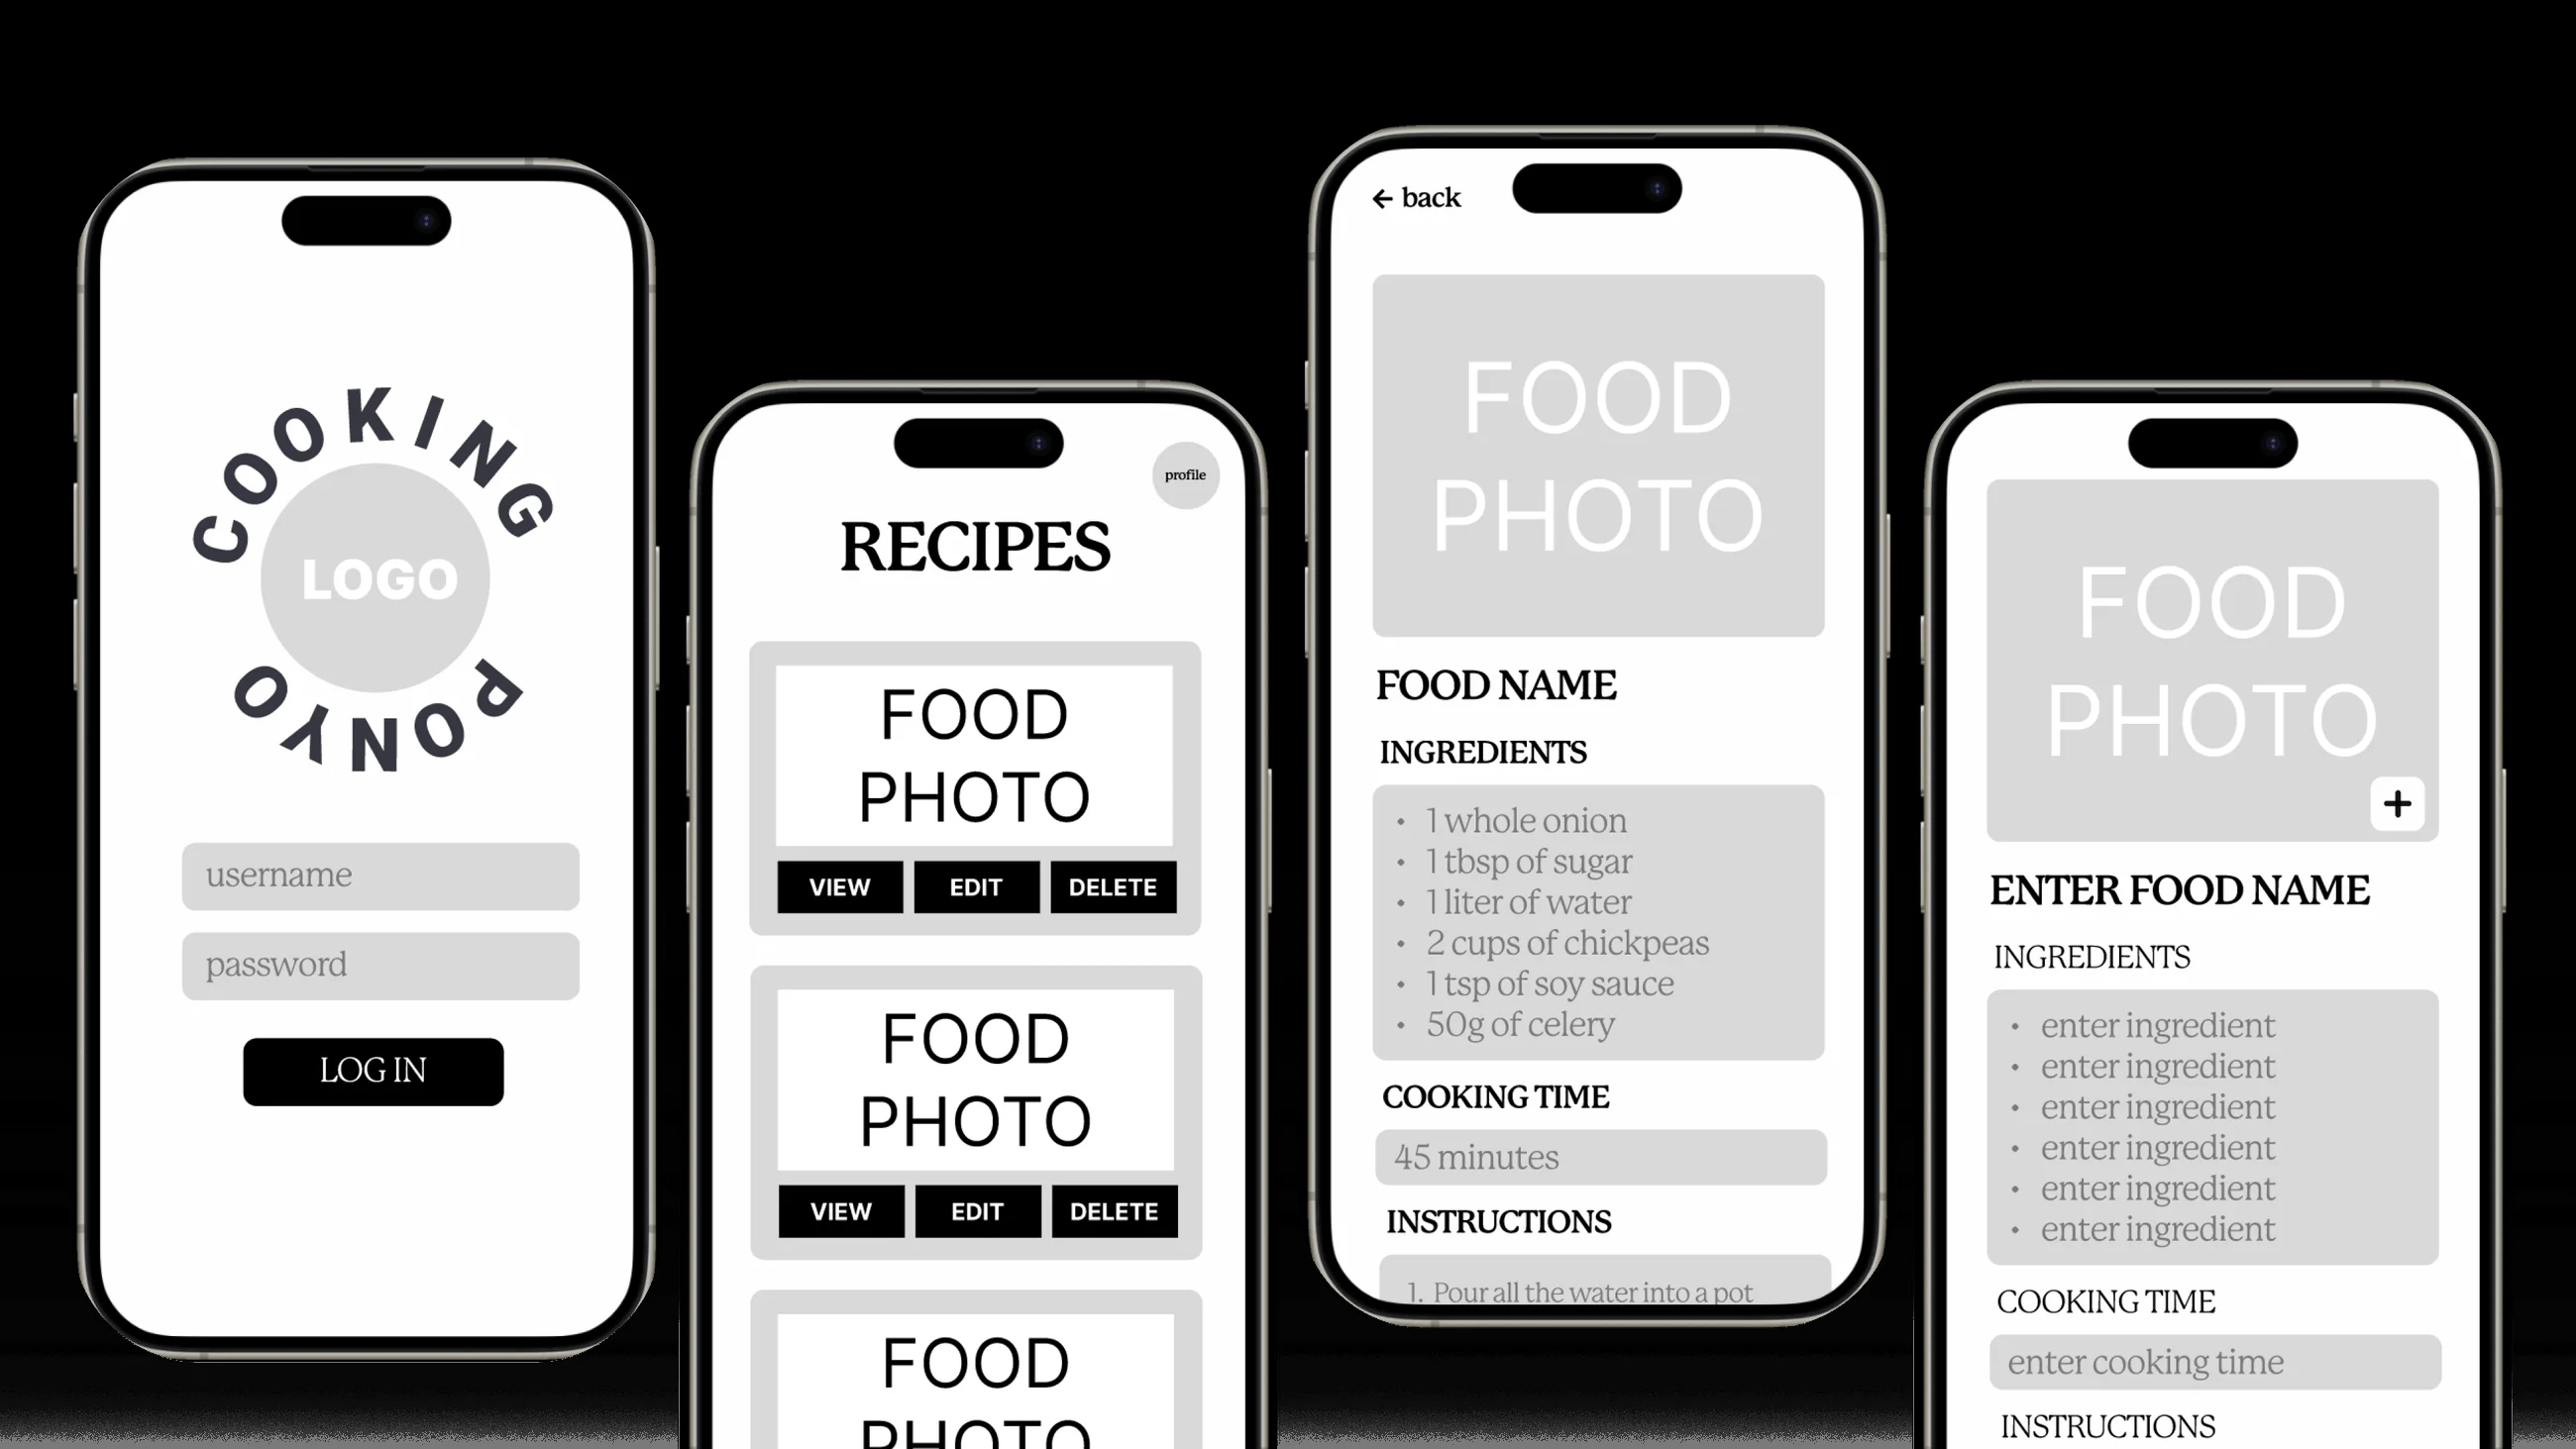 COOKING
LOGO
PONYO
username
password
LOG IN
profile
RECIPES
FOOD
PHOTO
VIEW EDIT DELETE
FOOD
PHOTO
VIEW EDIT DELETE
FOOD
PHOTO
← back
FOOD
PHOTO
FOOD NAME
INGREDIENTS
• 1 whole onion
• 1 tbsp of sugar
• 1 liter of water
• 2 cups of chickpeas
• 1 tsp of soy sauce
• 50g of celery
COOKING TIME
45 minutes
INSTRUCTIONS
1. Pour all the water into a pot
FOOD
PHOTO
+
ENTER FOOD NAME
INGREDIENTS
• enter ingredient
• enter ingredient
• enter ingredient
• enter ingredient
• enter ingredient
• enter ingredient
COOKING TIME
enter cooking time
INSTRUCTIONS